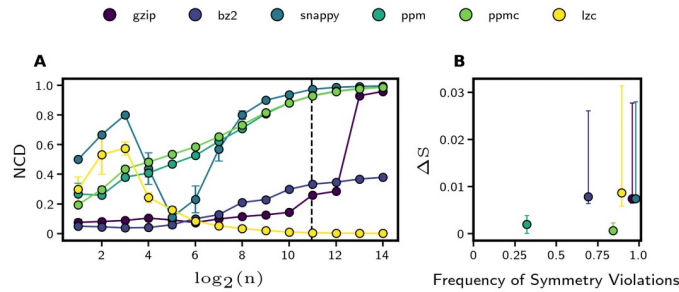 gzip bz2 snappy ppm ppmc lzc
A
1.0
0.8
0.6
0.4
0.2
0
NCD
2 4 6 8 10 12 14
log2(n)
B
0.03
0.02
0.01
0
ΔS
0 0.25 0.50 0.75 1.0
Frequency of Symmetry Violations